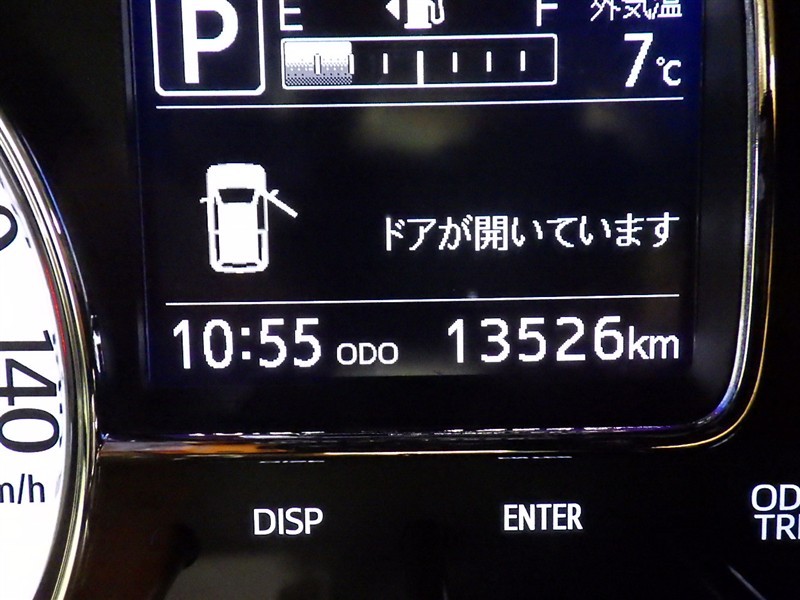 P
E F 外気温
7℃
ドアが開いています
10:55 ODO 13526km
140
DISP ENTER